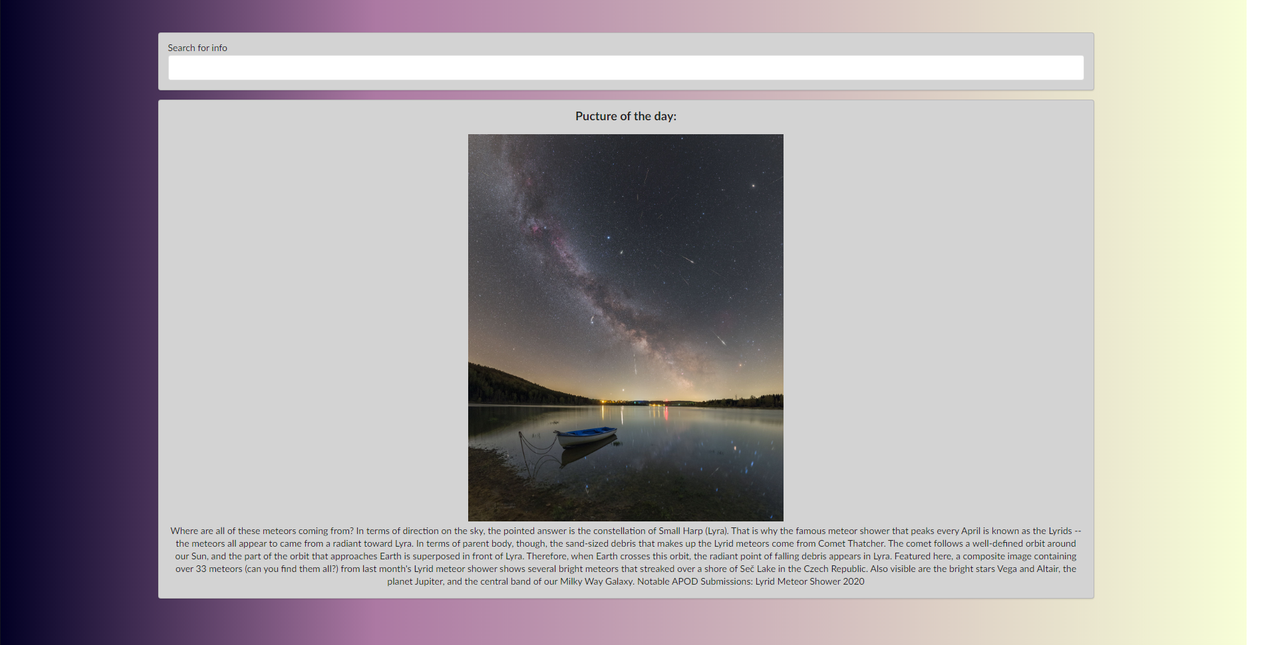 Search for info
Pucture of the day:
Where are all of these meteors coming from? In terms of direction on the sky, the pointed answer is the constellation of Small Harp (Lyra). That is why the famous meteor shower that peaks every April is known as the Lyrids --
the meteors all appear to came from a radiant toward Lyra. In terms of parent body, though, the sand-sized debris that makes up the Lyrid meteors come from Comet Thatcher. The comet follows a well-defined orbit around
our Sun, and the part of the orbit that approaches Earth is superposed in front of Lyra. Therefore, when Earth crosses this orbit, the radiant point of falling debris appears in Lyra. Featured here, a composite image containing
over 33 meteors (can you find them all?) from last month's Lyrid meteor shower shows several bright meteors that streaked over a shore of Seč Lake in the Czech Republic. Also visible are the bright stars Vega and Altair, the
planet Jupiter, and the central band of our Milky Way Galaxy. Notable APOD Submissions: Lyrid Meteor Shower 2020